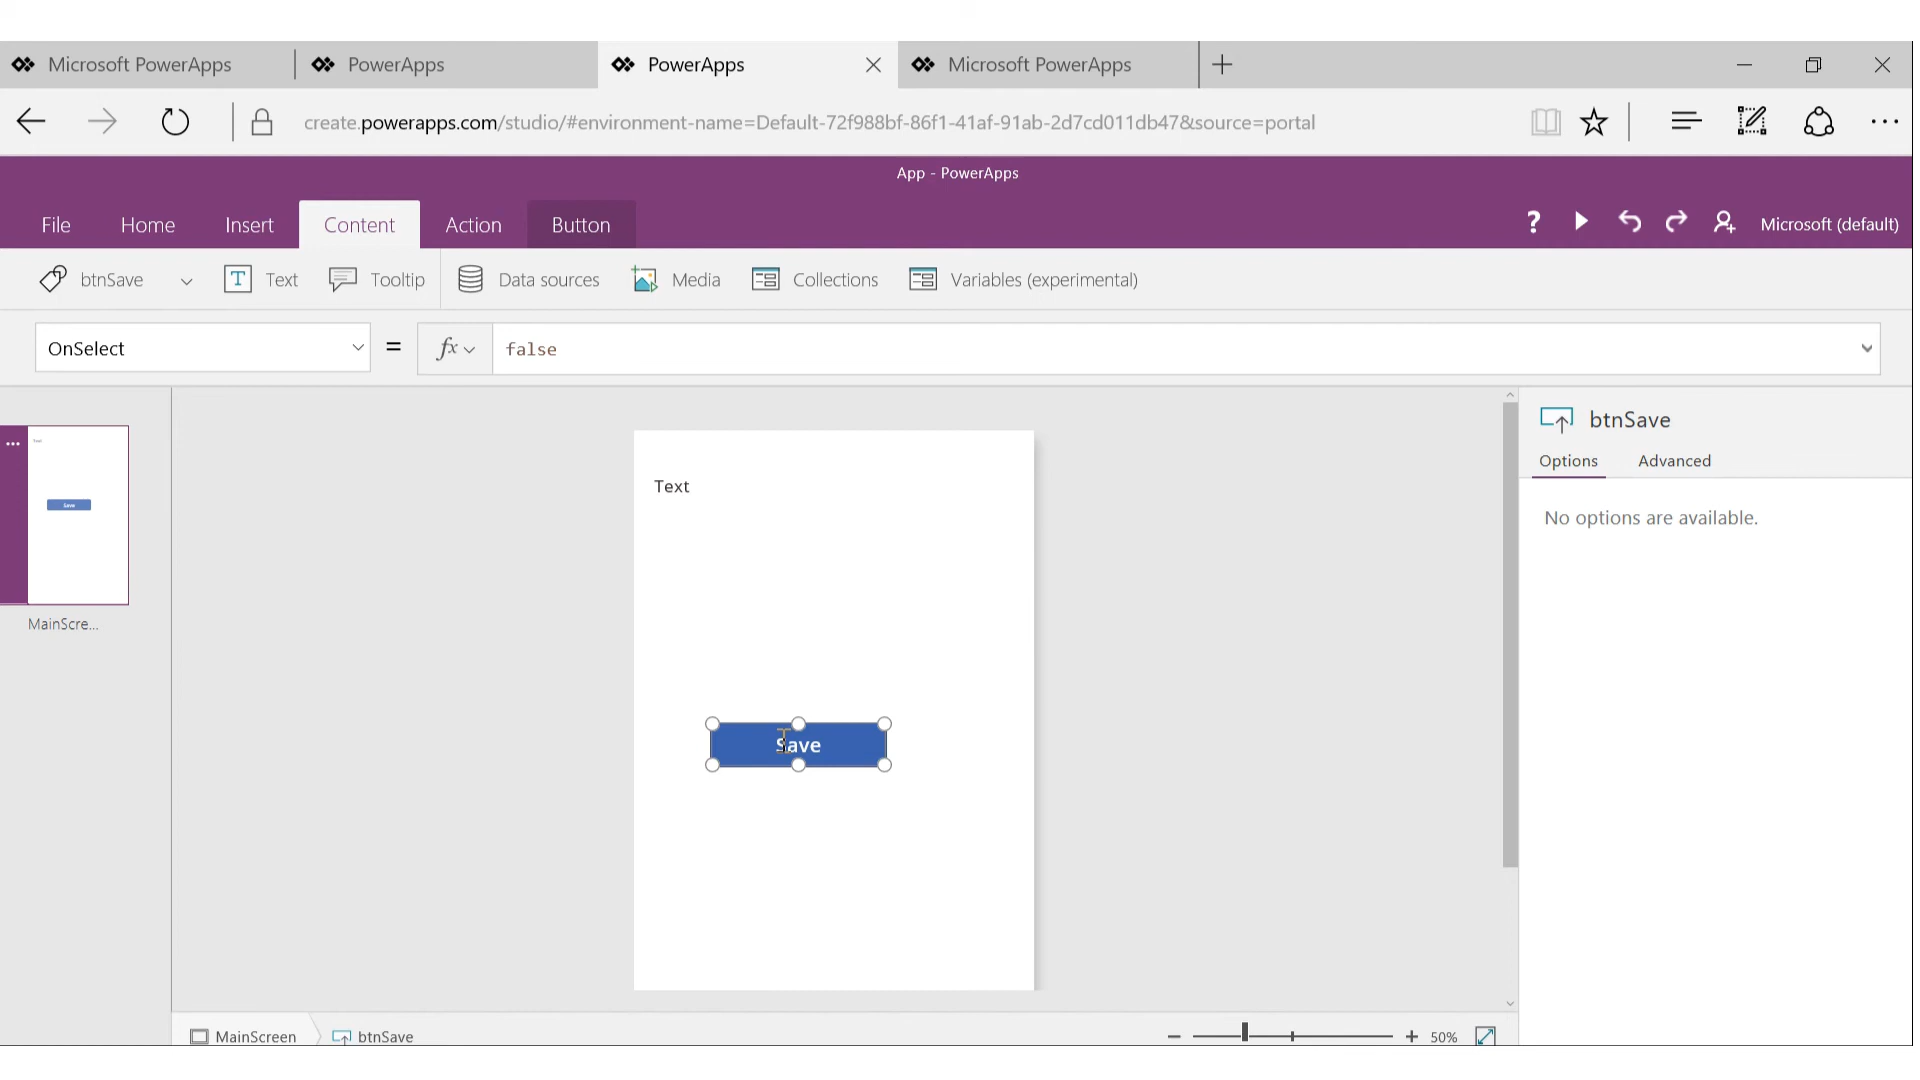 Microsoft PowerApps
PowerApps
PowerApps
Microsoft PowerApps
create.powerapps.com/studio/#environment-name=Default-72f988bf-86f1-41af-91ab-2d7cd011db47&source=portal
App - PowerApps
File
Home
Insert
Content
Action
Button
?
Microsoft (default)
btnSave
T Text
Tooltip
Data sources
Media
Collections
Variables (experimental)
OnSelect
=
fx
false
Text
Save
MainScre...
Text
Save
btnSave
Options
Advanced
No options are available.
MainScreen
btnSave
50%